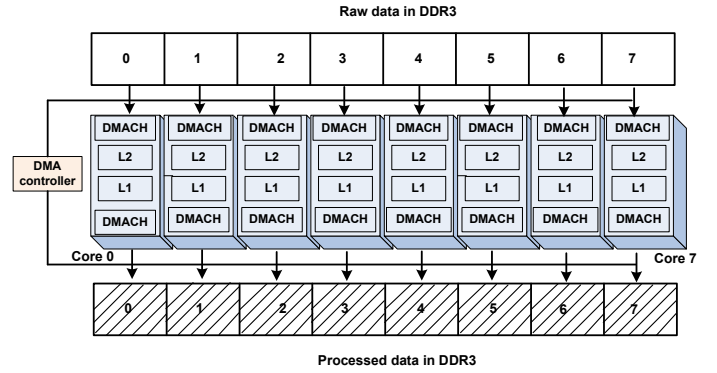 Raw data in DDR3
0 1 2 3 4 5 6 7
DMACH DMACH DMACH DMACH DMACH DMACH DMACH DMACH
L2 L2 L2 L2 L2 L2 L2 L2
DMA
controller
L1 L1 L1 L1 L1 L1 L1 L1
DMACH DMACH DMACH DMACH DMACH DMACH DMACH DMACH
Core 0 Core 7
0 1 2 3 4 5 6 7
Processed data in DDR3